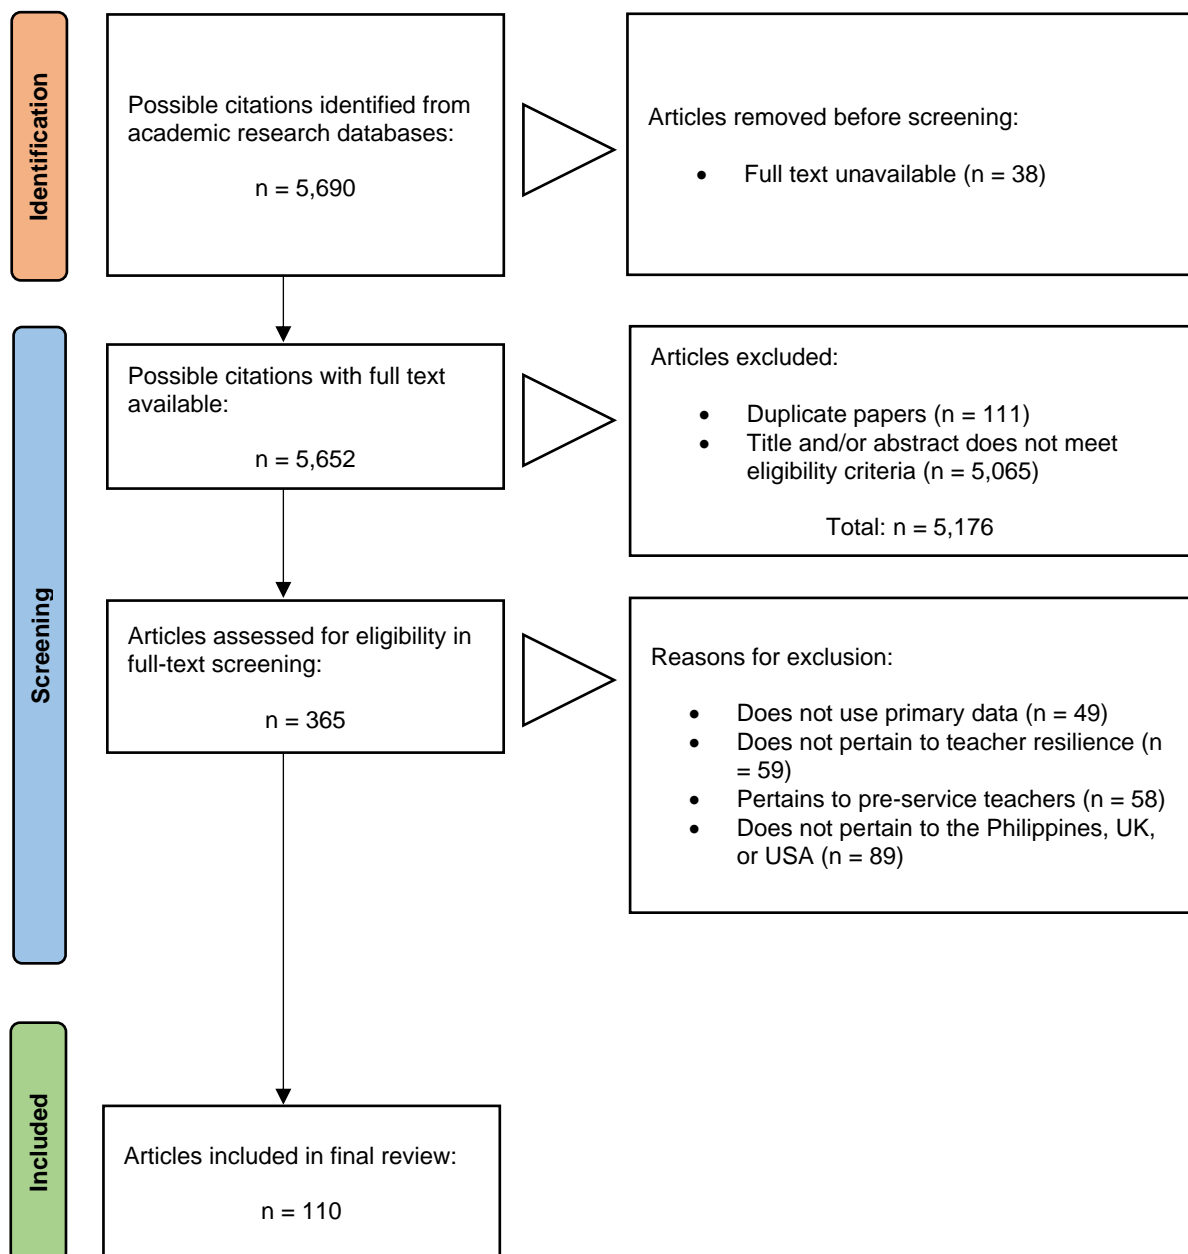 Identification
Possible citations identified from
academic research databases:
n = 5,690
Articles removed before screening:
• Full text unavailable (n = 38)
Screening
Possible citations with full text
available:
n = 5,652
Articles excluded:
• Duplicate papers (n = 111)
• Title and/or abstract does not meet
eligibility criteria (n = 5,065)
Total: n = 5,176
Articles assessed for eligibility in
full-text screening:
n = 365
Reasons for exclusion:
• Does not use primary data (n = 49)
• Does not pertain to teacher resilience (n
= 59)
• Pertains to pre-service teachers (n = 58)
• Does not pertain to the Philippines, UK,
or USA (n = 89)
Included
Articles included in final review:
n = 110